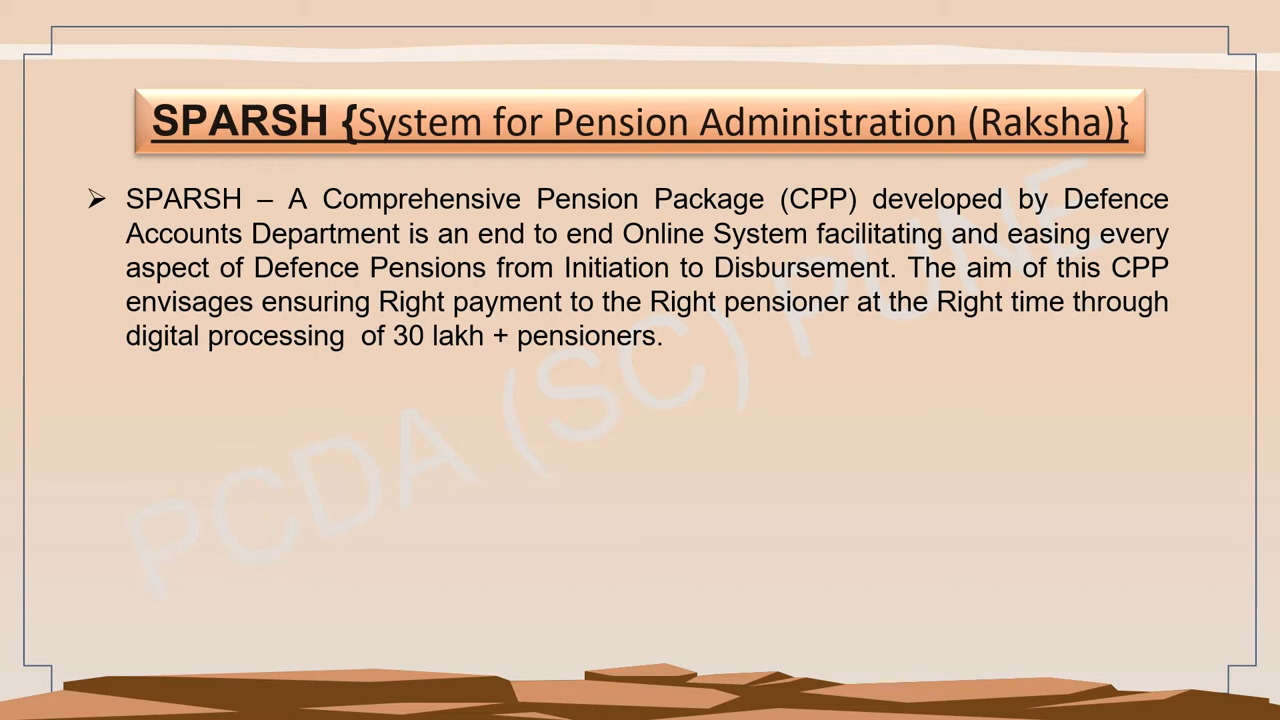 SPARSH {System for Pension Administration (Raksha)}
➢ SPARSH – A Comprehensive Pension Package (CPP) developed by Defence
Accounts Department is an end to end Online System facilitating and easing every
aspect of Defence Pensions from Initiation to Disbursement. The aim of this CPP
envisages ensuring Right payment to the Right pensioner at the Right time through
digital processing  of 30 lakh + pensioners.
PCDA (SC) PUNE